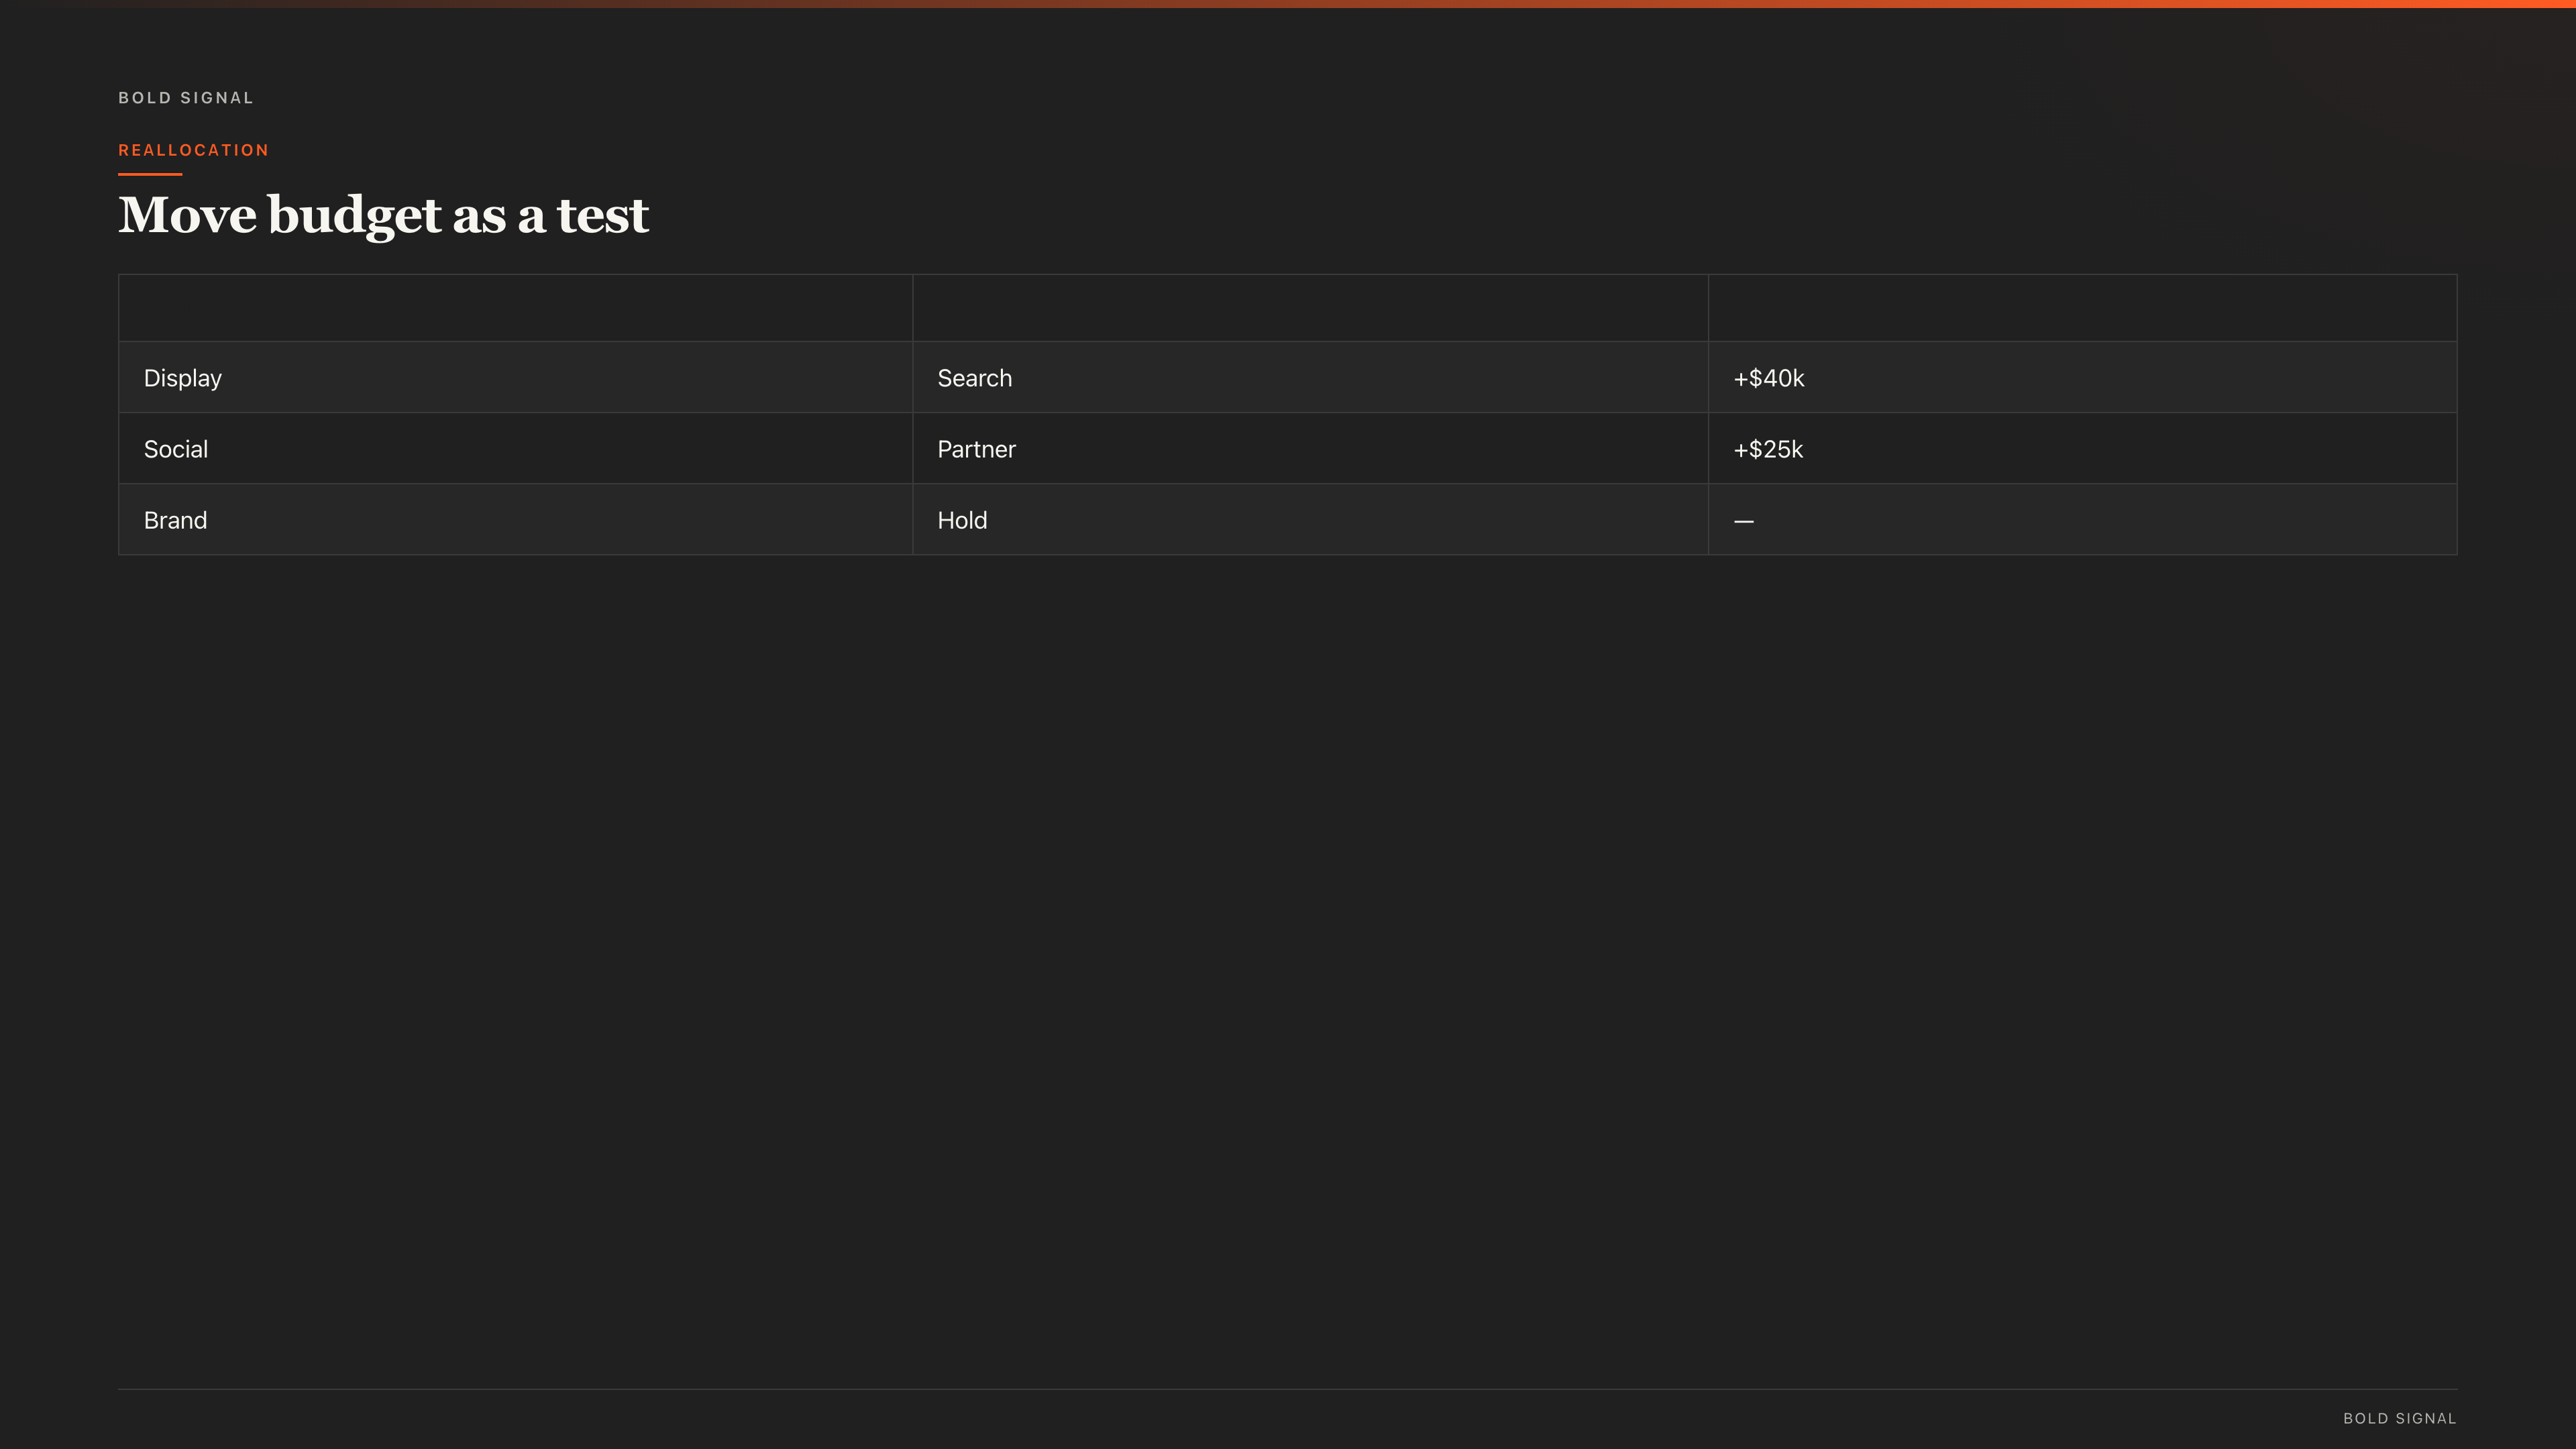 BOLD SIGNAL
REALLOCATION
Move budget as a test
Display Search +$40k
Social Partner +$25k
Brand Hold —
BOLD SIGNAL